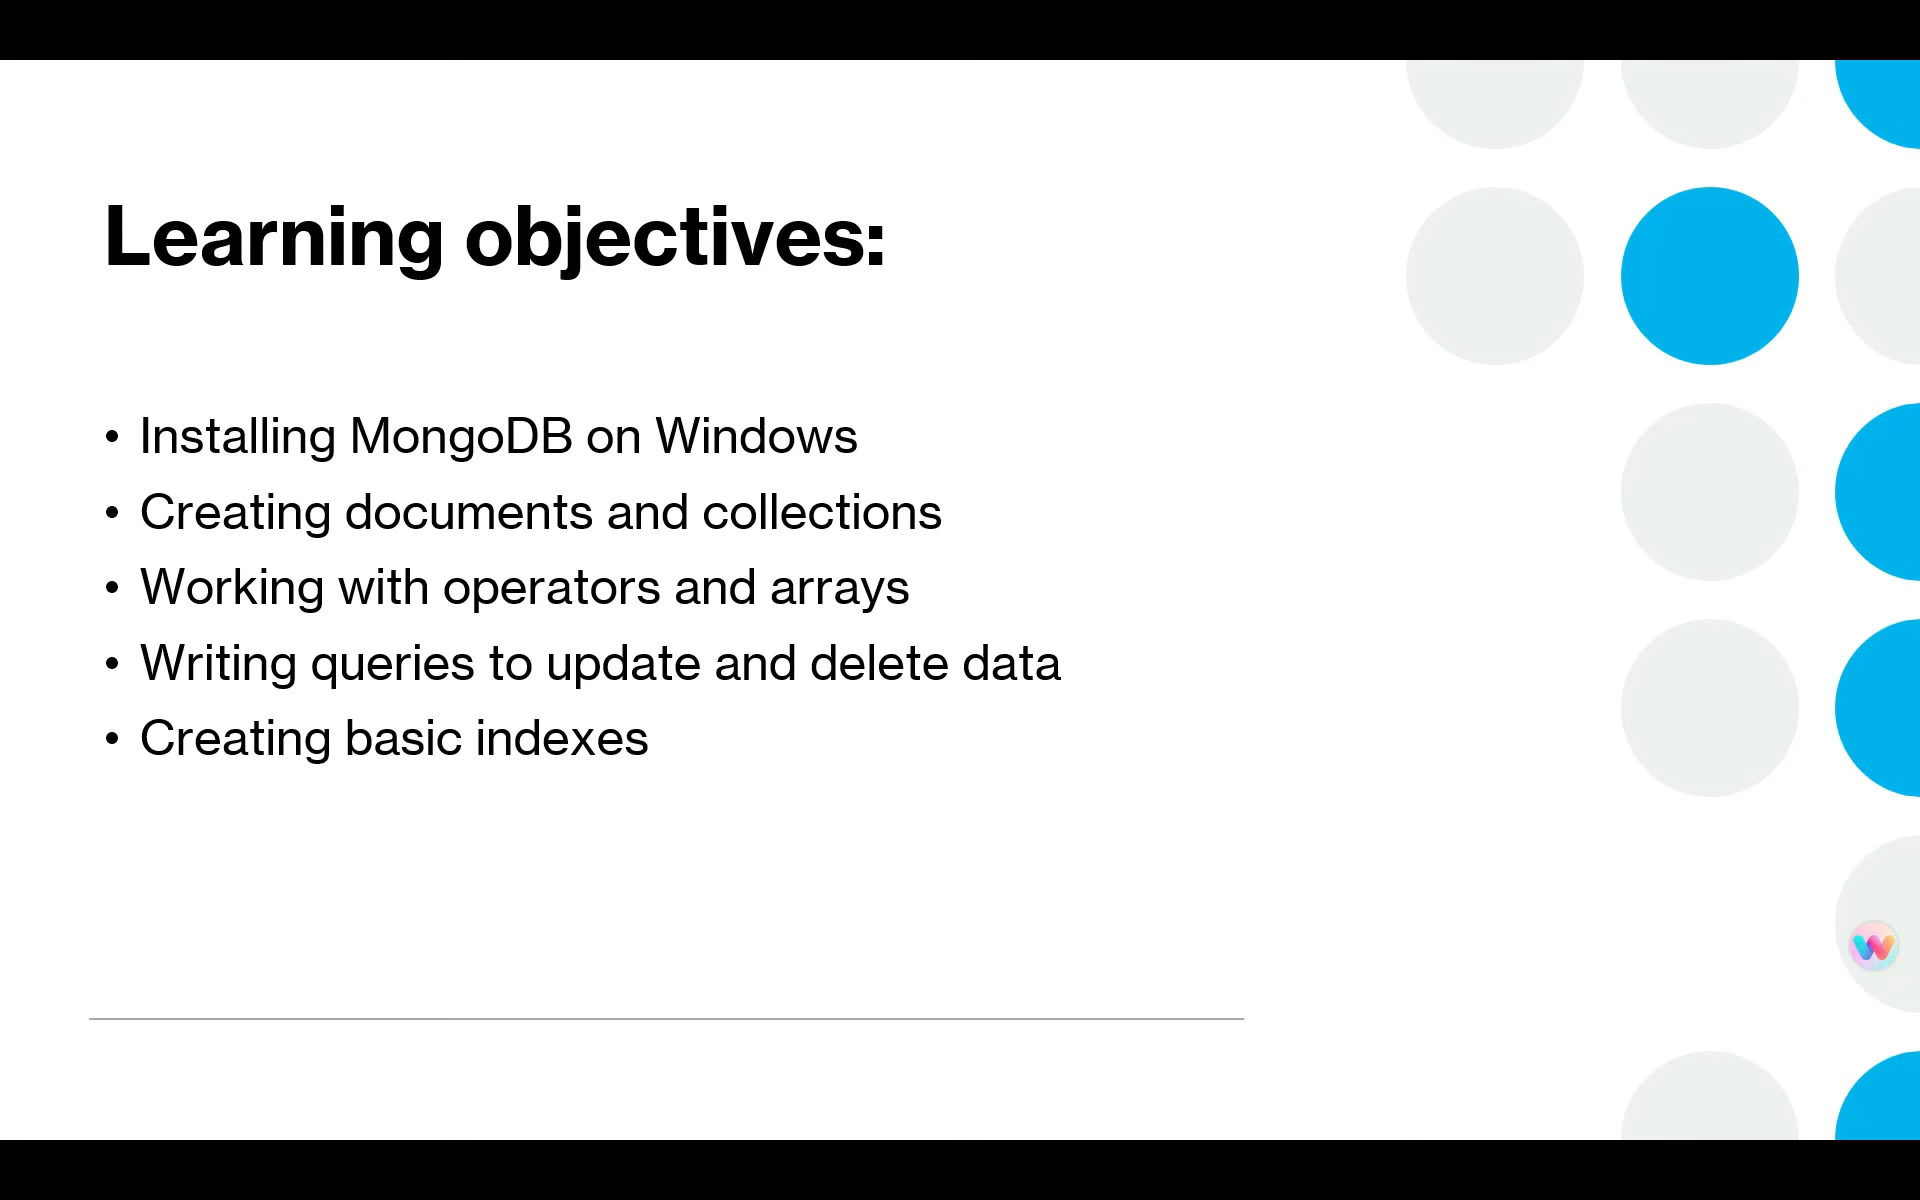 Learning objectives:
• Installing MongoDB on Windows
• Creating documents and collections
• Working with operators and arrays
• Writing queries to update and delete data
• Creating basic indexes